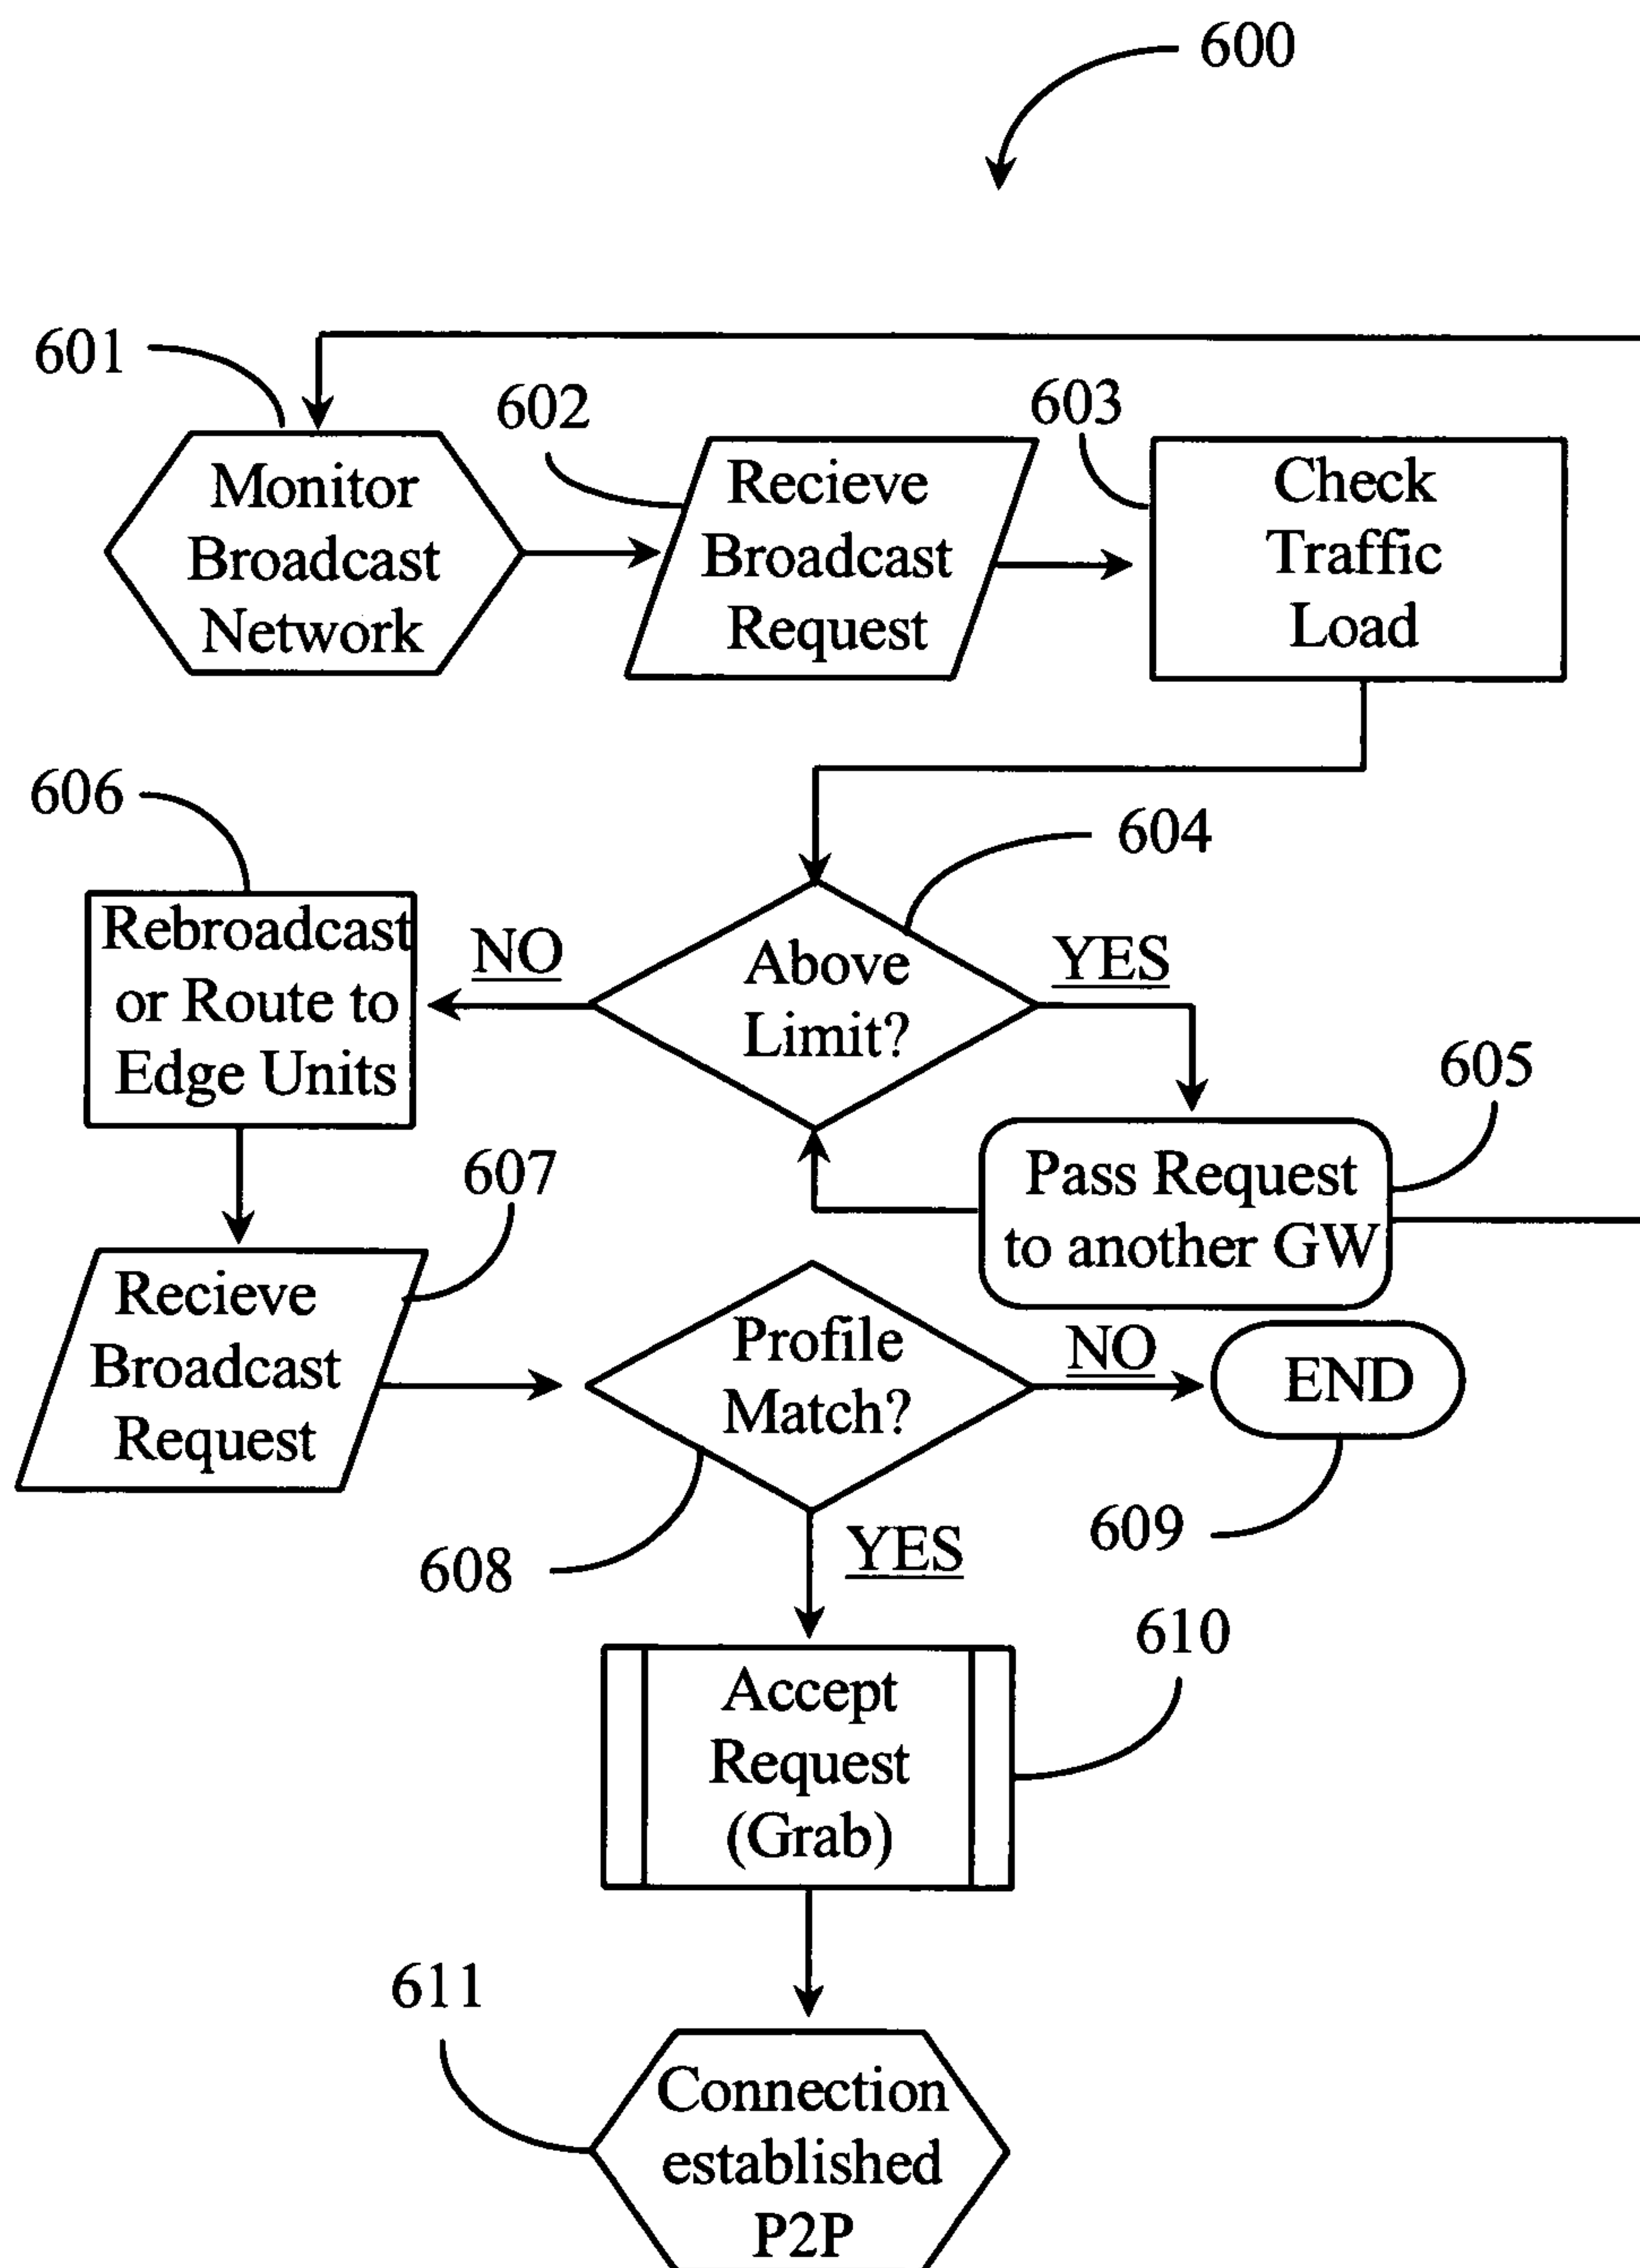 600
601
602
603
Monitor
Broadcast
Network
Recieve
Broadcast
Request
Check
Traffic
Load
606
604
Rebroadcast
or Route to
Edge Units
NO
Above
Limit?
YES
605
Pass Request
to another GW
607
Recieve
Broadcast
Request
Profile
Match?
NO
END
608
YES
609
610
Accept
Request
(Grab)
611
Connection
established
P2P